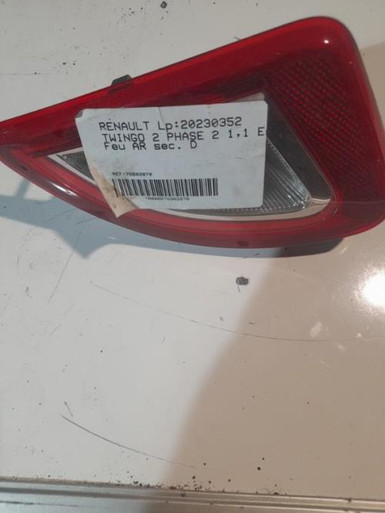 RENAULT Lp:20230352
TWINGO 2 PHASE 2 1,1 E
Feu AR sec. D